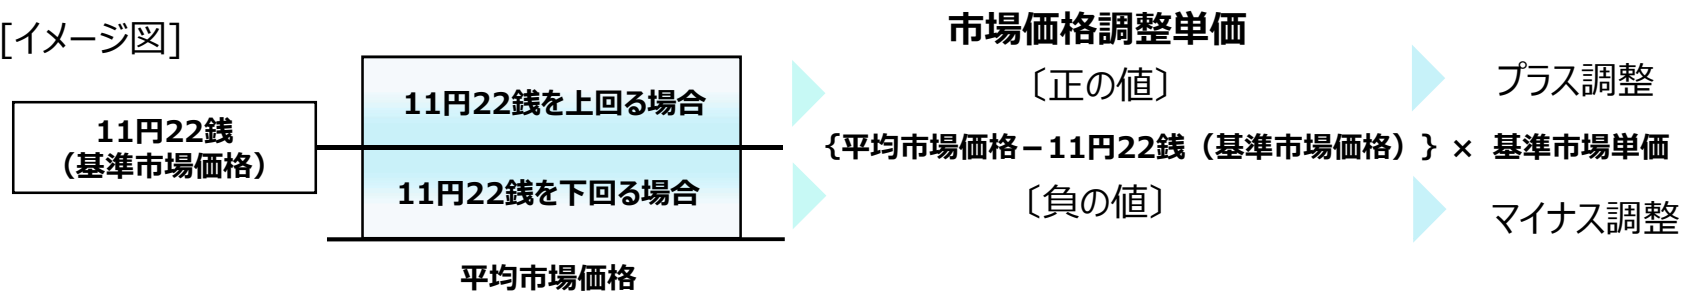 [イメージ図]
市場価格調整単価
11円22銭
（基準市場価格）
11円22銭を上回る場合
11円22銭を下回る場合
平均市場価格
〔正の値〕
プラス調整
{平均市場価格－11円22銭（基準市場価格）} × 基準市場単価
〔負の値〕
マイナス調整